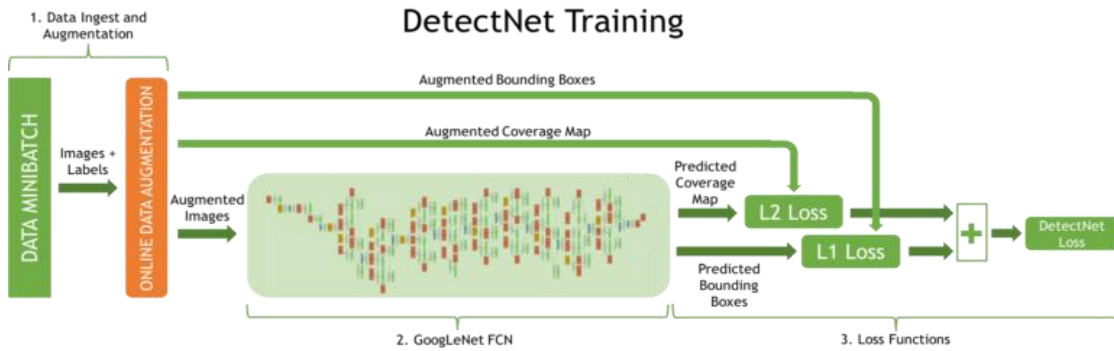 DetectNet Training
1. Data Ingest and
Augmentation
DATA MINIBATCH
Images +
Labels
ONLINE DATA AUGMENTATION
Augmented Bounding Boxes
Augmented Coverage Map
Augmented
Images
Predicted
Coverage
Map
L2 Loss
L1 Loss
Predicted
Bounding
Boxes
+
DetectNet
Loss
2. GoogLeNet FCN
3. Loss Functions